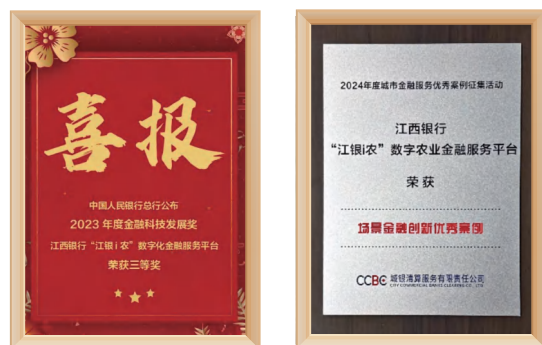 喜报
中国人民银行总行公布
2023 年度金融科技发展奖
江西银行“江银 i 农”数字化金融服务平台
荣获三等奖
2024年度城市金融服务优秀案例征集活动
江西银行
“江银i农”数字农业金融服务平台
荣获
场景金融创新优秀案例
CCBC 城银清算服务有限责任公司
CITY COMMERCIAL BANKS CLEARING CO., LTD